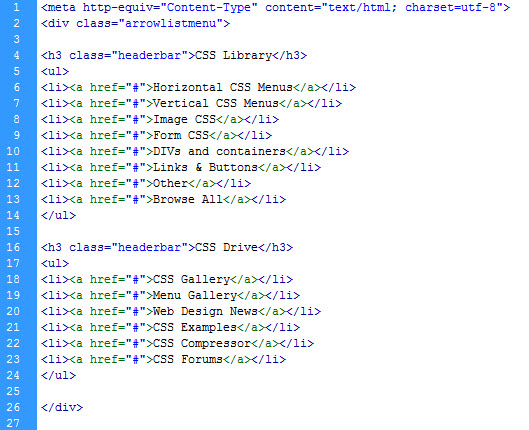 1 <meta http-equiv="Content-Type" content="text/html; charset=utf-8">
2 <div class="arrowlistmenu">
3
4 <h3 class="headerbar">CSS Library</h3>
5 <ul>
6 <li><a href="#">Horizontal CSS Menus</a></li>
7 <li><a href="#">Vertical CSS Menus</a></li>
8 <li><a href="#">Image CSS</a></li>
9 <li><a href="#">Form CSS</a></li>
10 <li><a href="#">DIVs and containers</a></li>
11 <li><a href="#">Links & Buttons</a></li>
12 <li><a href="#">Other</a></li>
13 <li><a href="#">Browse All</a></li>
14 </ul>
15
16 <h3 class="headerbar">CSS Drive</h3>
17 <ul>
18 <li><a href="#">CSS Gallery</a></li>
19 <li><a href="#">Menu Gallery</a></li>
20 <li><a href="#">Web Design News</a></li>
21 <li><a href="#">CSS Examples</a></li>
22 <li><a href="#">CSS Compressor</a></li>
23 <li><a href="#">CSS Forums</a></li>
24 </ul>
25
26 </div>
27